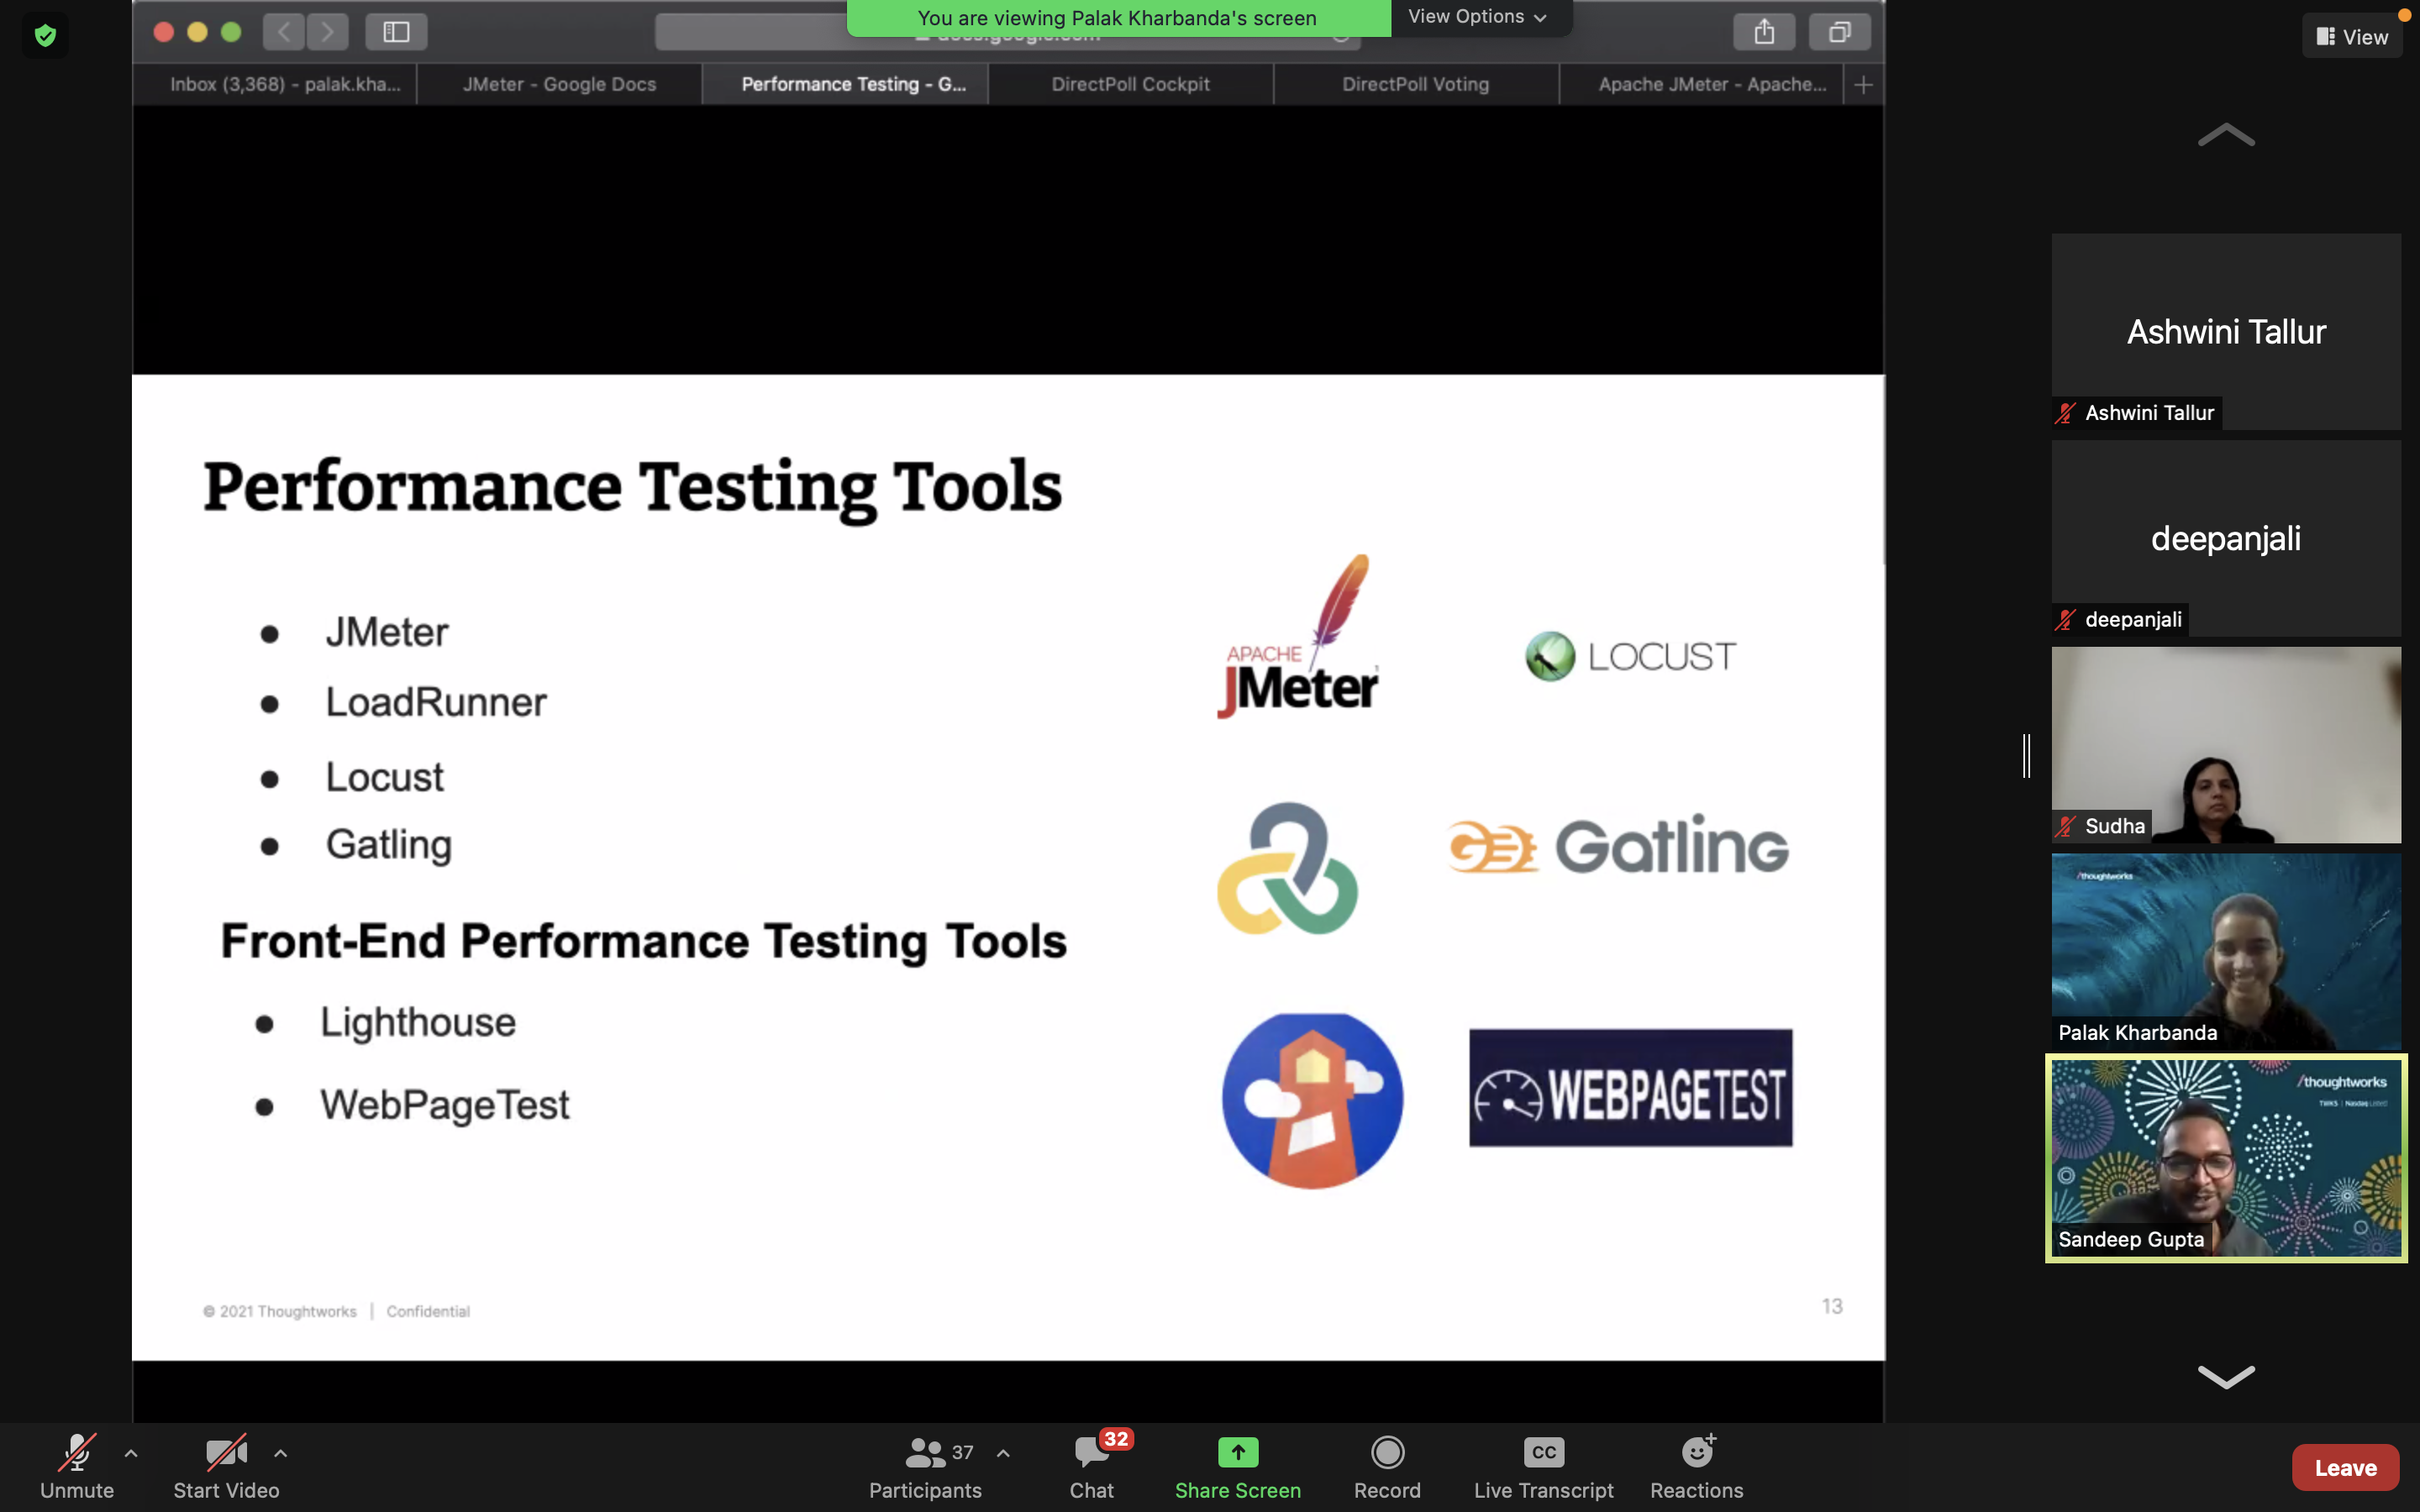 You are viewing Palak Kharbanda's screen
View Options
View
Inbox (3,368) – palak.kha...
JMeter - Google Docs
Performance Testing - G...
DirectPoll Cockpit
DirectPoll Voting
Apache JMeter - Apache...
Performance Testing Tools
JMeter
LoadRunner
Locust
Gatling
Front-End Performance Testing Tools
Lighthouse
WebPageTest
APACHE
JMeter
LOCUST
Gatling
WEBPAGETEST
© 2021 Thoughtworks | Confidential
13
Ashwini Tallur
Ashwini Tallur
deepanjali
deepanjali
Sudha
/thoughtworks
Palak Kharbanda
/thoughtworks
Sandeep Gupta
Unmute
Start Video
37
Participants
32
Chat
Share Screen
Record
CC
Live Transcript
Reactions
Leave